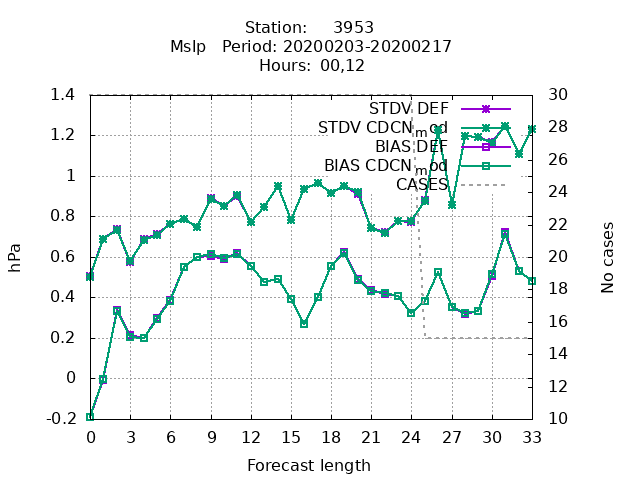 Station: 3953
Mslp Period: 20200203-20200217
Hours: 00,12
STDV DEF
STDV CDCN_mod
BIAS DEF
BIAS CDCN_mod
CASES
hPa
1.4
1.2
1
0.8
0.6
0.4
0.2
0
-0.2
30
28
26
24
22
20
18
16
14
12
10
No cases
0 3 6 9 12 15 18 21 24 27 30 33
Forecast length